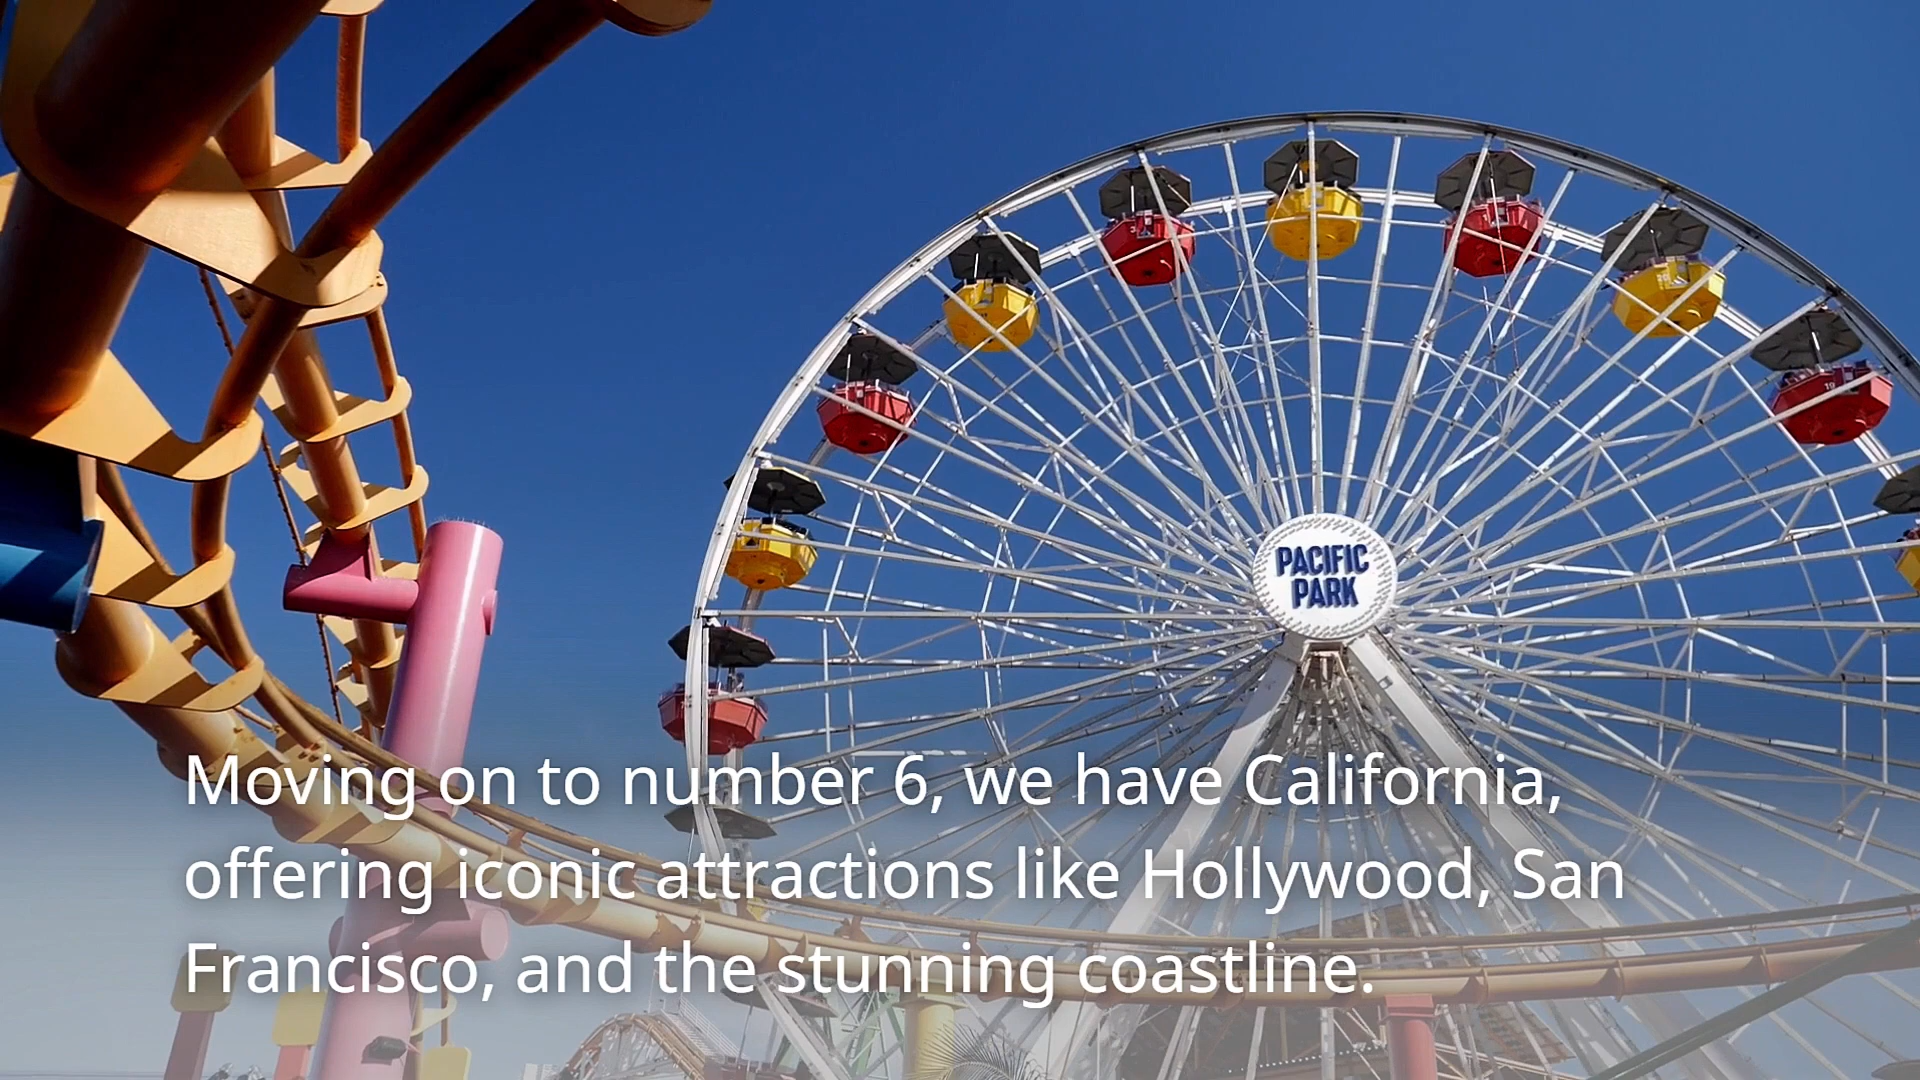 PACIFIC
PARK
Moving on to number 6, we have California,
offering iconic attractions like Hollywood, San
Francisco, and the stunning coastline.